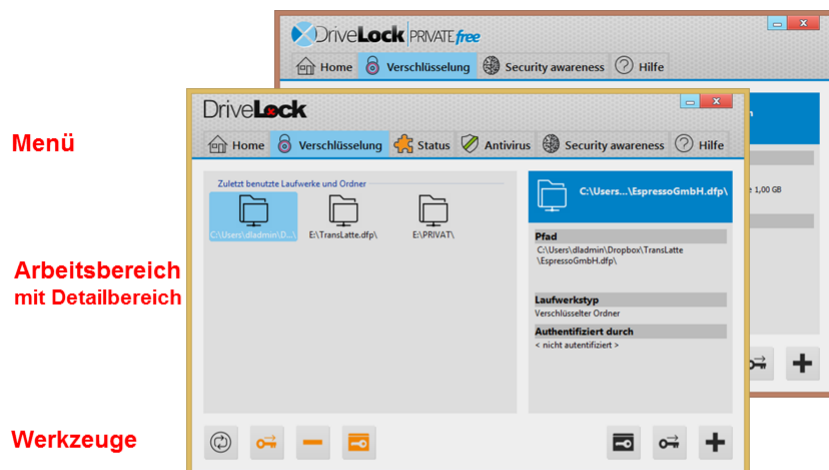 DriveLock PRIVATE free
Home Verschlüsselung Security awareness Hilfe
DriveLock
Menü
Home Verschlüsselung Status Antivirus Security awareness Hilfe
Zuletzt benutzte Laufwerke und Ordner
C:\Users\dladmin\D...\ E:\TransLatte.dfp\ E:\PRIVAT\
C:\Users...\EspressoGmbH.dfp\
1,00 GB
Pfad
C:\Users\dladmin\Dropbox\TransLatte
\EspressoGmbH.dfp\
Arbeitsbereich
mit Detailbereich
Laufwerkstyp
Verschlüsselter Ordner
Authentifiziert durch
< nicht autentifiziert >
Werkzeuge